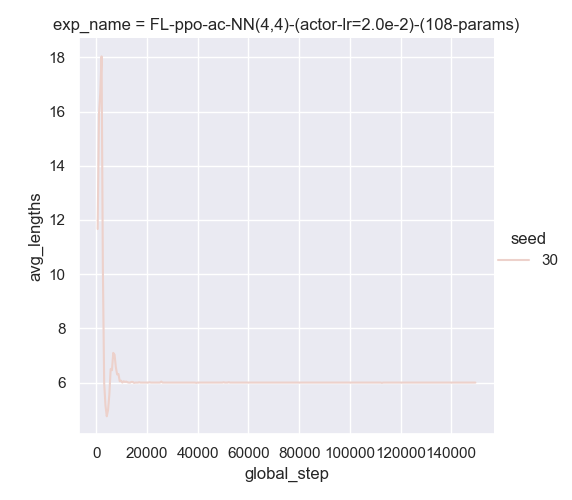 exp_name = FL-ppo-ac-NN(4,4)-(actor-lr=2.0e-2)-(108-params)
18
16
14
12
10
8
6
avg_lengths
0 20000 40000 60000 80000 100000 120000 140000
global_step
seed
30